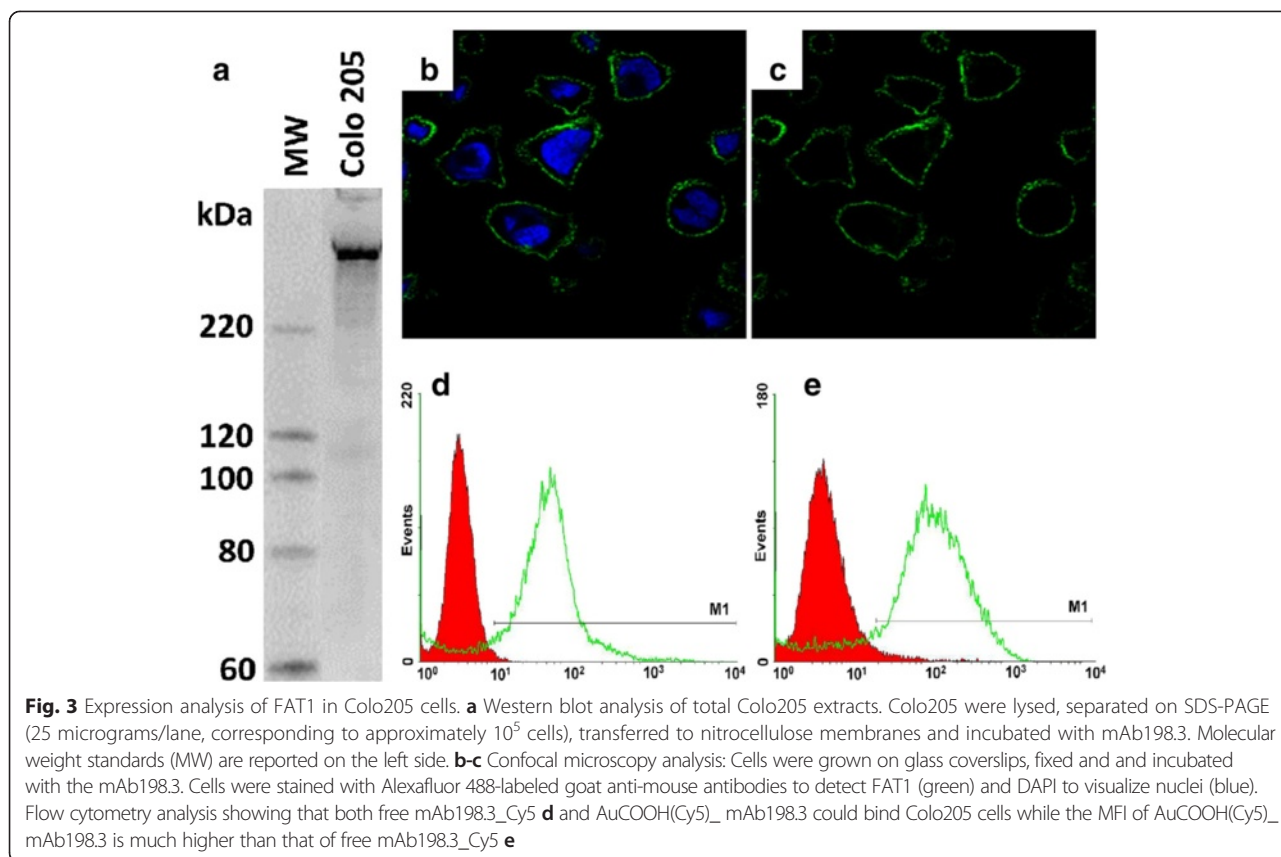 a
MW
Colo 205
kDa
220
120
100
80
60
b
c
d
220
Events
0
M1
10⁰ 10¹ 10² 10³ 10⁴
e
180
Events
0
M1
10⁰ 10¹ 10² 10³ 10⁴
Fig. 3 Expression analysis of FAT1 in Colo205 cells. a Western blot analysis of total Colo205 extracts. Colo205 were lysed, separated on SDS-PAGE
(25 micrograms/lane, corresponding to approximately 10⁵ cells), transferred to nitrocellulose membranes and incubated with mAb198.3. Molecular
weight standards (MW) are reported on the left side. b-c Confocal microscopy analysis: Cells were grown on glass coverslips, fixed and and incubated
with the mAb198.3. Cells were stained with Alexafluor 488-labeled goat anti-mouse antibodies to detect FAT1 (green) and DAPI to visualize nuclei (blue).
Flow cytometry analysis showing that both free mAb198.3_Cy5 d and AuCOOH(Cy5)_ mAb198.3 could bind Colo205 cells while the MFI of AuCOOH(Cy5)_
mAb198.3 is much higher than that of free mAb198.3_Cy5 e